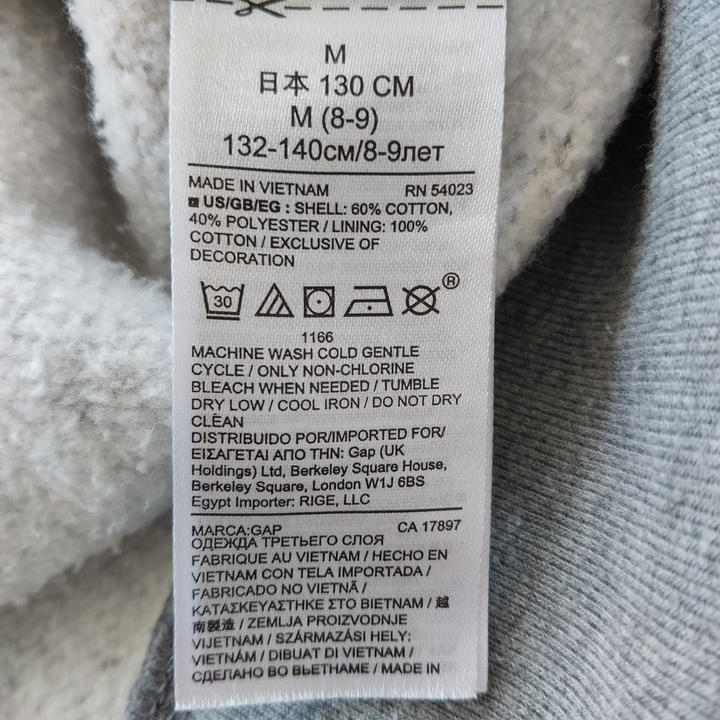 M
日本 130 CM
M (8-9)
132-140см/8-9лет
MADE IN VIETNAM RN 54023
US/GB/EG : SHELL: 60% COTTON,
40% POLYESTER / LINING: 100%
COTTON / EXCLUSIVE OF
DECORATION
30
®
1166
MACHINE WASH COLD GENTLE
CYCLE / ONLY NON-CHLORINE
BLEACH WHEN NEEDED / TUMBLE
DRY LOW / COOL IRON / DO NOT DRY
CLEAN
DISTRIBUIDO POR/IMPORTED FOR/
ΕΙΣΑΓΕΤΑΙ ΑΠΟ ΤΗΝ: Gap (UK
Holdings) Ltd, Berkeley Square House,
Berkeley Square, London W1J 6BS
Egypt Importer: RIGE, LLC
MARCA:GAP CA 17897
ОДЕЖДА ТРЕТЬЕГО СЛОЯ
FABRIQUE AU VIETNAM / HECHO EN
VIETNAM CON TELA IMPORTADA /
FABRICADO NO VIETNÃ /
ΚΑΤΑΣΚΕΥΑΣΤΗΚΕ ΣΤΟ ΒΙΕΤΝΑΜ / 越
南製造 / ZEMLJA PROIZVODNJE
VIJETNAM / SZÁRMAZÁSI HELY:
VIETNÁM / DIBUAT DI VIETNAM /
СДЕЛАНО ВО ВЬЕТНАМЕ / MADE IN